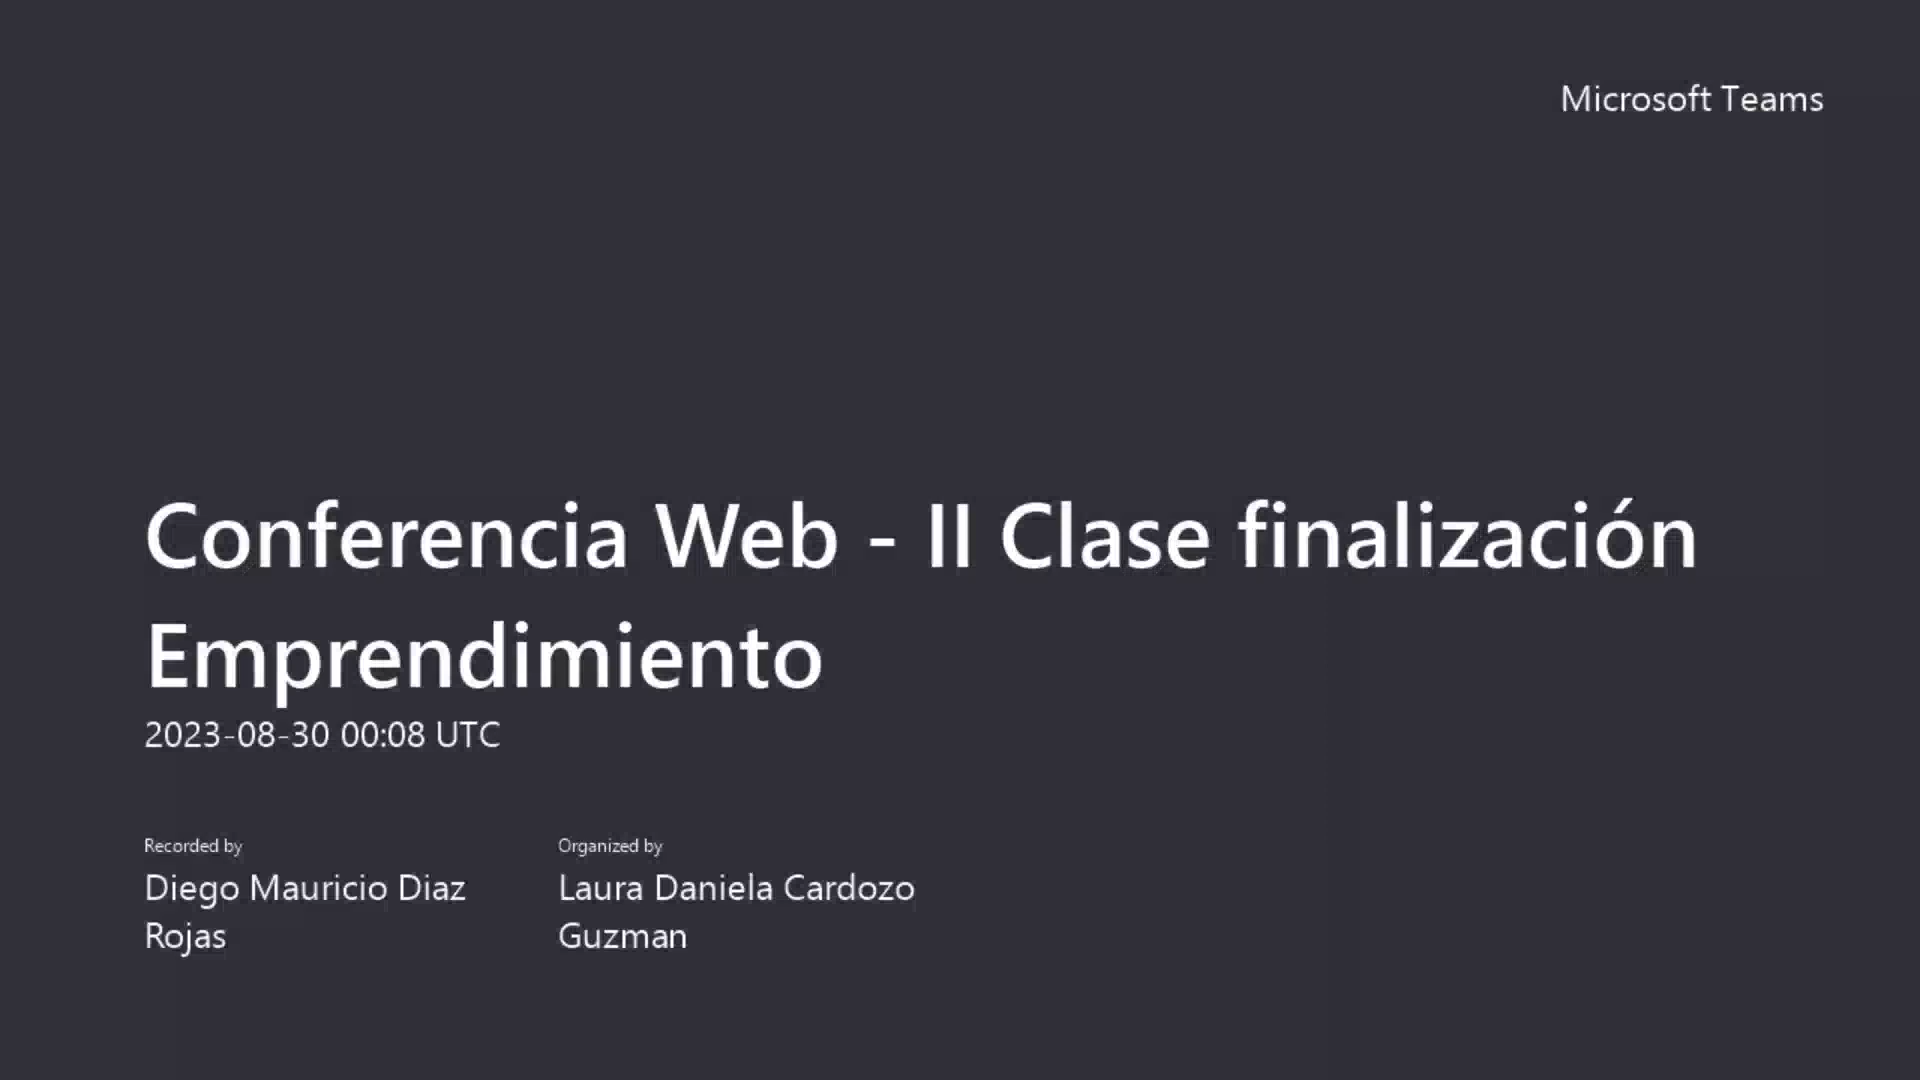 Microsoft Teams
Conferencia Web - II Clase finalización
Emprendimiento
2023-08-30 00:08 UTC
Recorded by
Diego Mauricio Diaz
Rojas
Organized by
Laura Daniela Cardozo
Guzman